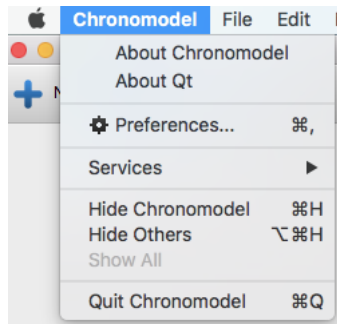 Chronomodel File Edit
About Chronomodel
About Qt
Preferences... ⌘,
Services ▶
Hide Chronomodel ⌘H
Hide Others ⌥⌘H
Show All
Quit Chronomodel ⌘Q